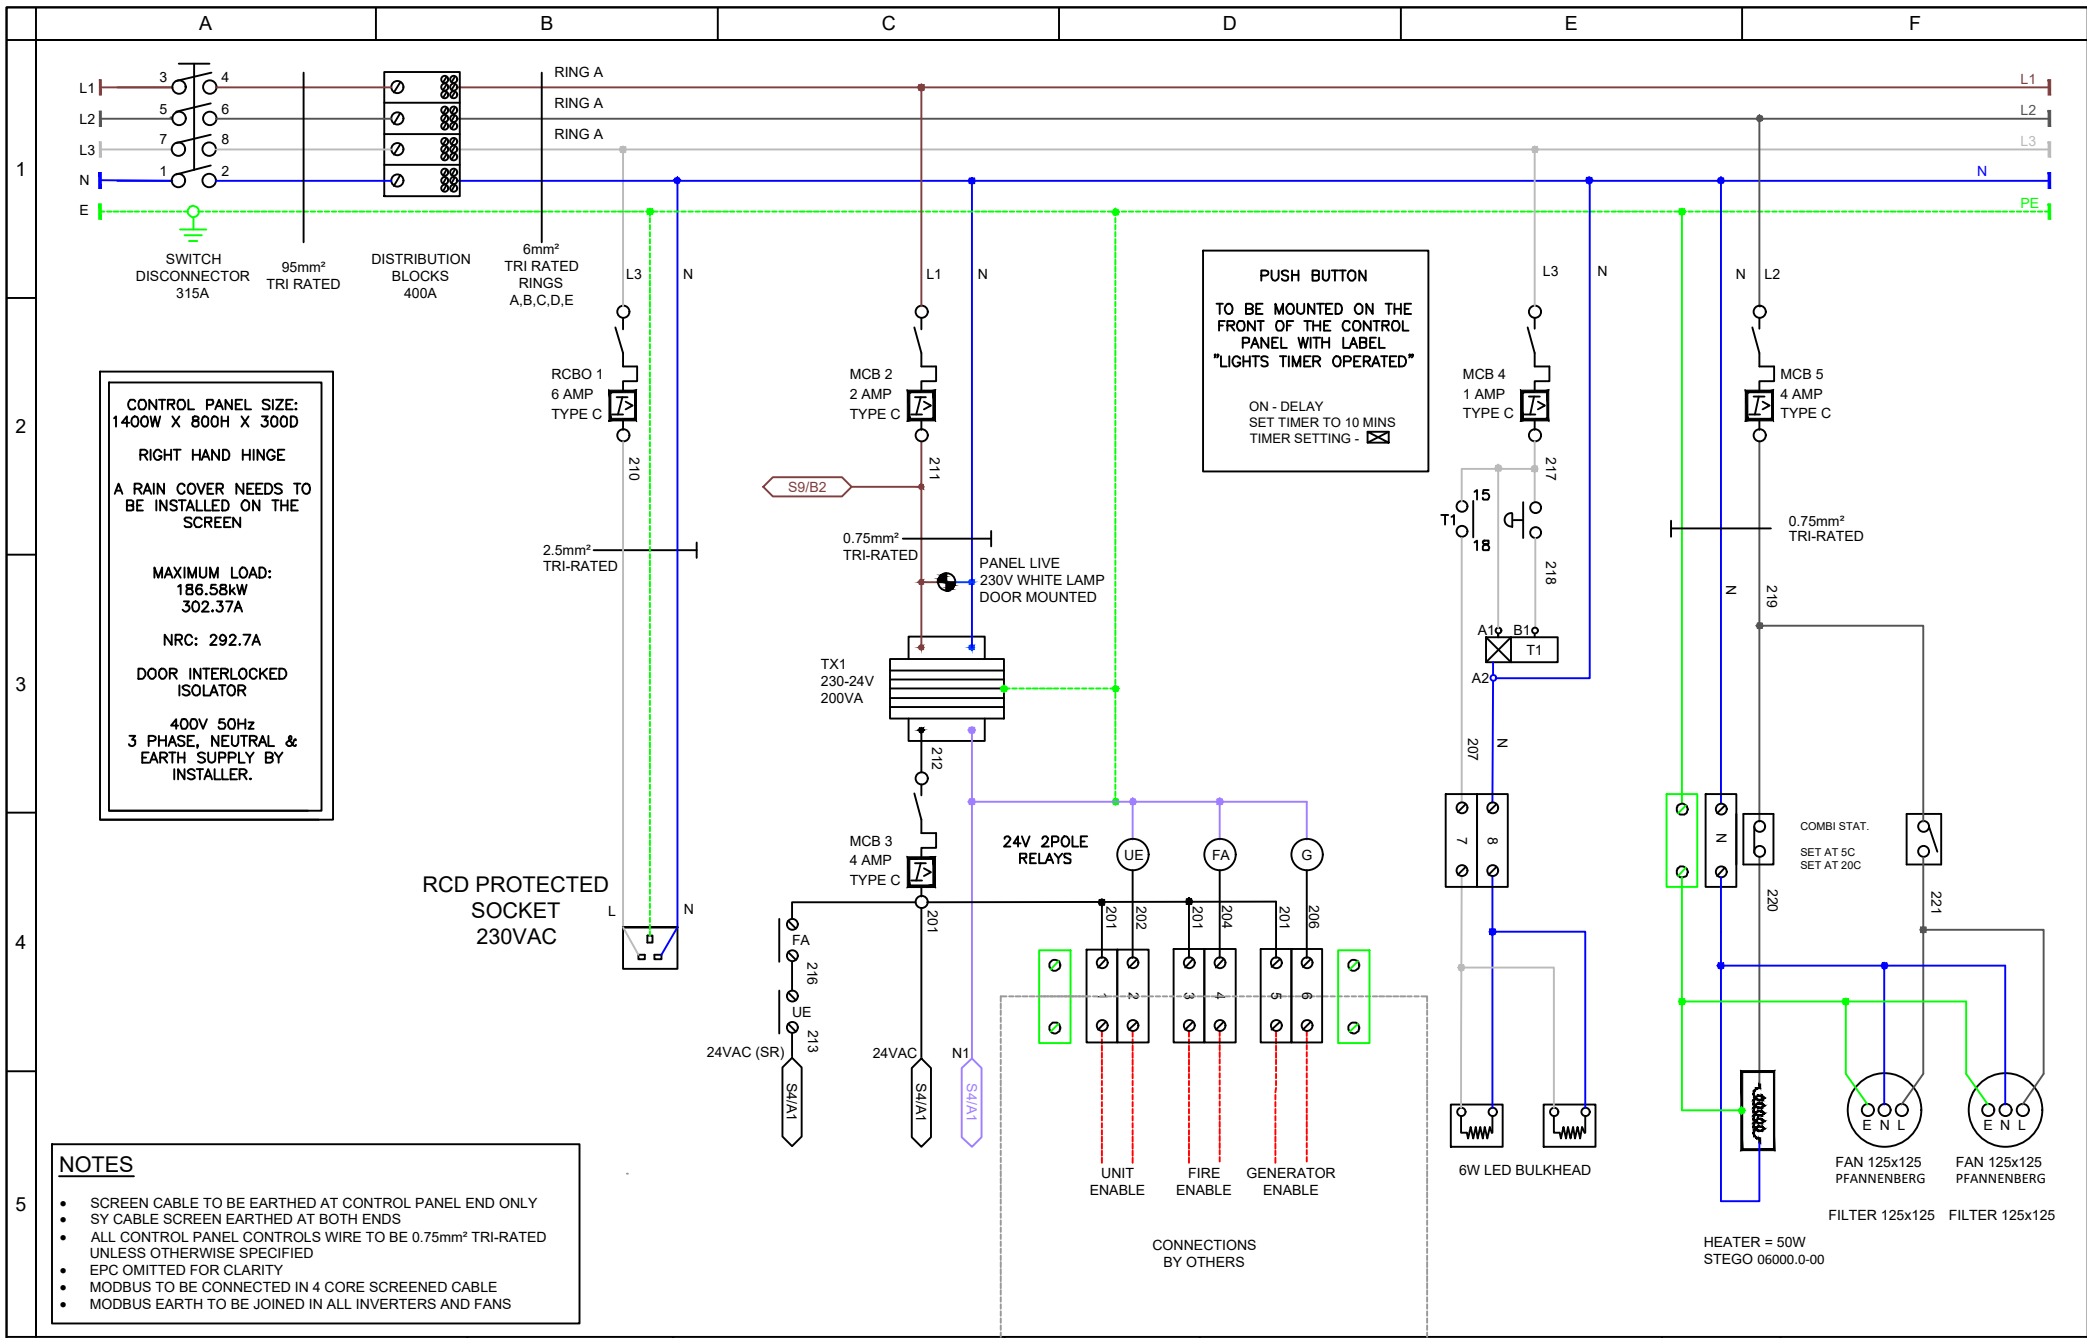 A B C D E F
1
2
3
4
5
L1
L2
L3
N
E
3 4
5 6
7 8
1 2
SWITCH
DISCONNECTOR
315A
95mm²
TRI RATED
DISTRIBUTION
BLOCKS
400A
RING A
RING A
RING A
6mm²
TRI RATED
RINGS
A,B,C,D,E
L1
L2
L3
N
PE
L3
N
L1
N
L3
N
N
L2
CONTROL PANEL SIZE:
1400W X 800H X 300D
RIGHT HAND HINGE
A RAIN COVER NEEDS TO
BE INSTALLED ON THE
SCREEN
MAXIMUM LOAD:
186.58kW
302.37A
NRC: 292.7A
DOOR INTERLOCKED
ISOLATOR
400V 50Hz
3 PHASE, NEUTRAL &
EARTH SUPPLY BY
INSTALLER.
RCBO 1
6 AMP
TYPE C
I>
210
2.5mm²
TRI-RATED
RCD PROTECTED
SOCKET
230VAC
L
N
MCB 2
2 AMP
TYPE C
I>
211
S9/B2
0.75mm²
TRI-RATED
PANEL LIVE
230V WHITE LAMP
DOOR MOUNTED
TX1
230-24V
200VA
212
MCB 3
4 AMP
TYPE C
I>
201
FA
216
UE
213
24VAC (SR)
24VAC
N1
S4/A1
S4/A1
S4/A1
24V 2POLE
RELAYS
UE
FA
G
201
202
201
204
201
206
1
2
3
4
5
6
UNIT
ENABLE
FIRE
ENABLE
GENERATOR
ENABLE
CONNECTIONS
BY OTHERS
PUSH BUTTON
TO BE MOUNTED ON THE
FRONT OF THE CONTROL
PANEL WITH LABEL
"LIGHTS TIMER OPERATED"
ON - DELAY
SET TIMER TO 10 MINS
TIMER SETTING -
MCB 4
1 AMP
TYPE C
I>
217
15
T1
18
218
A1
B1
T1
A2
207
N
7
8
6W LED BULKHEAD
MCB 5
4 AMP
TYPE C
I>
0.75mm²
TRI-RATED
N
219
N
COMBI STAT.
SET AT 5C
SET AT 20C
220
221
E N L
E N L
FAN 125x125
PFANNENBERG
FAN 125x125
PFANNENBERG
FILTER 125x125
FILTER 125x125
HEATER = 50W
STEGO 06000.0-00
NOTES
• SCREEN CABLE TO BE EARTHED AT CONTROL PANEL END ONLY
• SY CABLE SCREEN EARTHED AT BOTH ENDS
• ALL CONTROL PANEL CONTROLS WIRE TO BE 0.75mm² TRI-RATED
UNLESS OTHERWISE SPECIFIED
• EPC OMITTED FOR CLARITY
• MODBUS TO BE CONNECTED IN 4 CORE SCREENED CABLE
• MODBUS EARTH TO BE JOINED IN ALL INVERTERS AND FANS